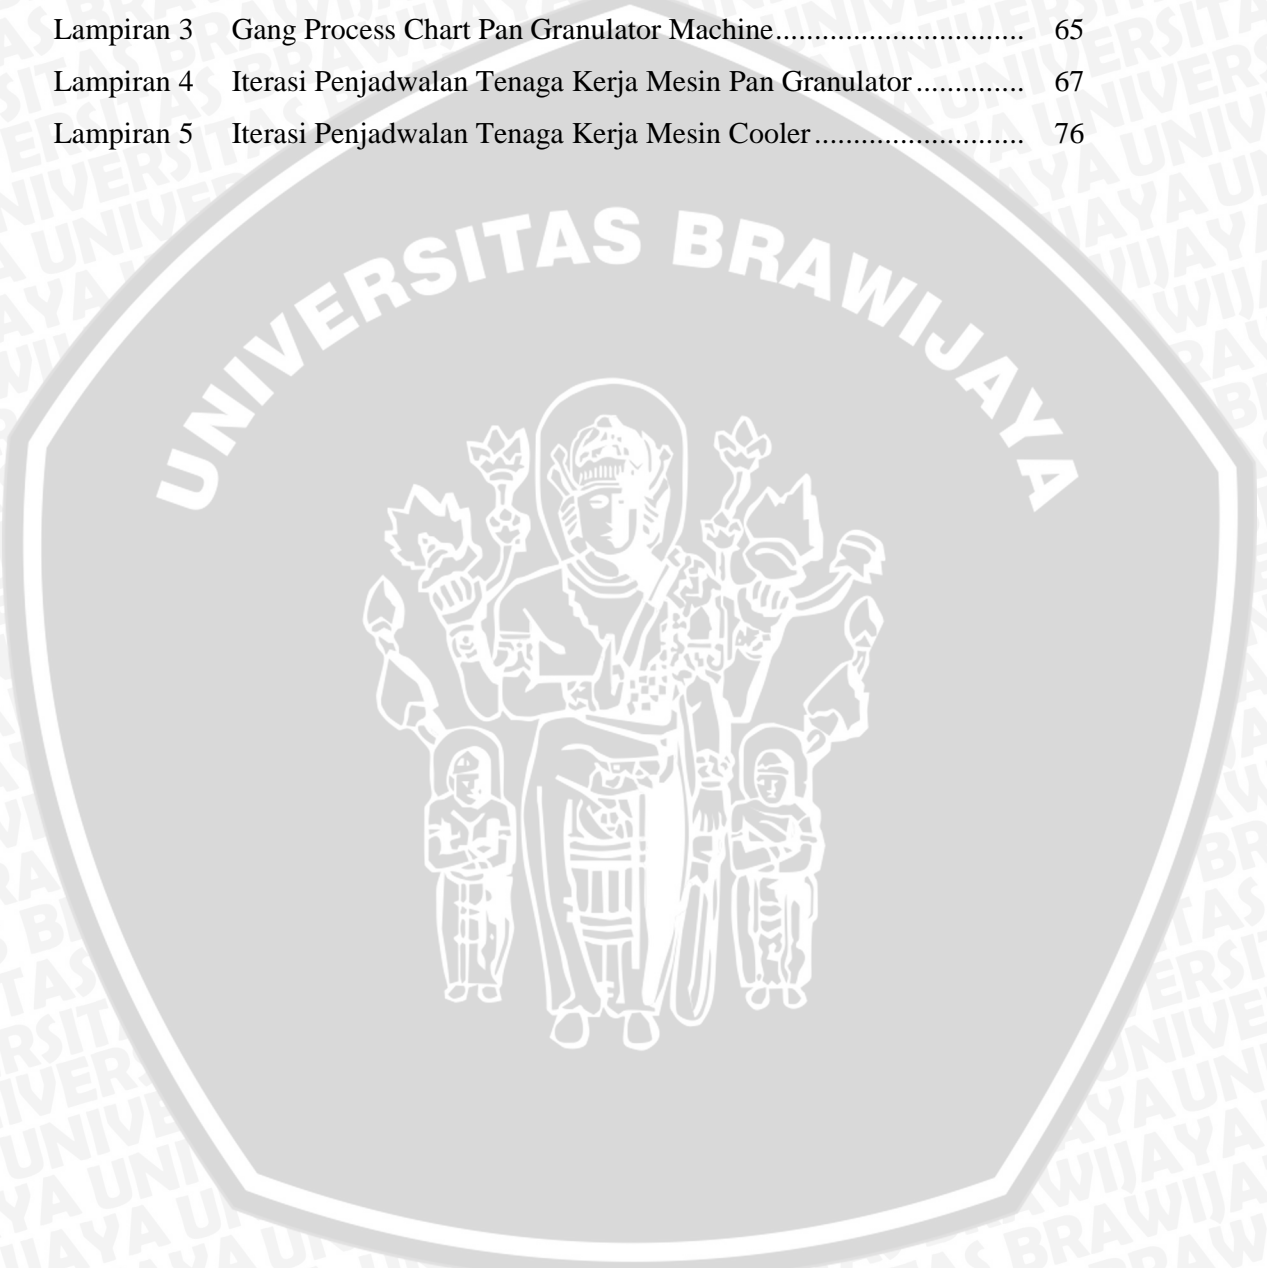 Lampiran 3 Gang Process Chart Pan Granulator Machine................................ 65
Lampiran 4 Iterasi Penjadwalan Tenaga Kerja Mesin Pan Granulator.............. 67
Lampiran 5 Iterasi Penjadwalan Tenaga Kerja Mesin Cooler........................... 76
UNIVERSITAS BRAWIJAYA